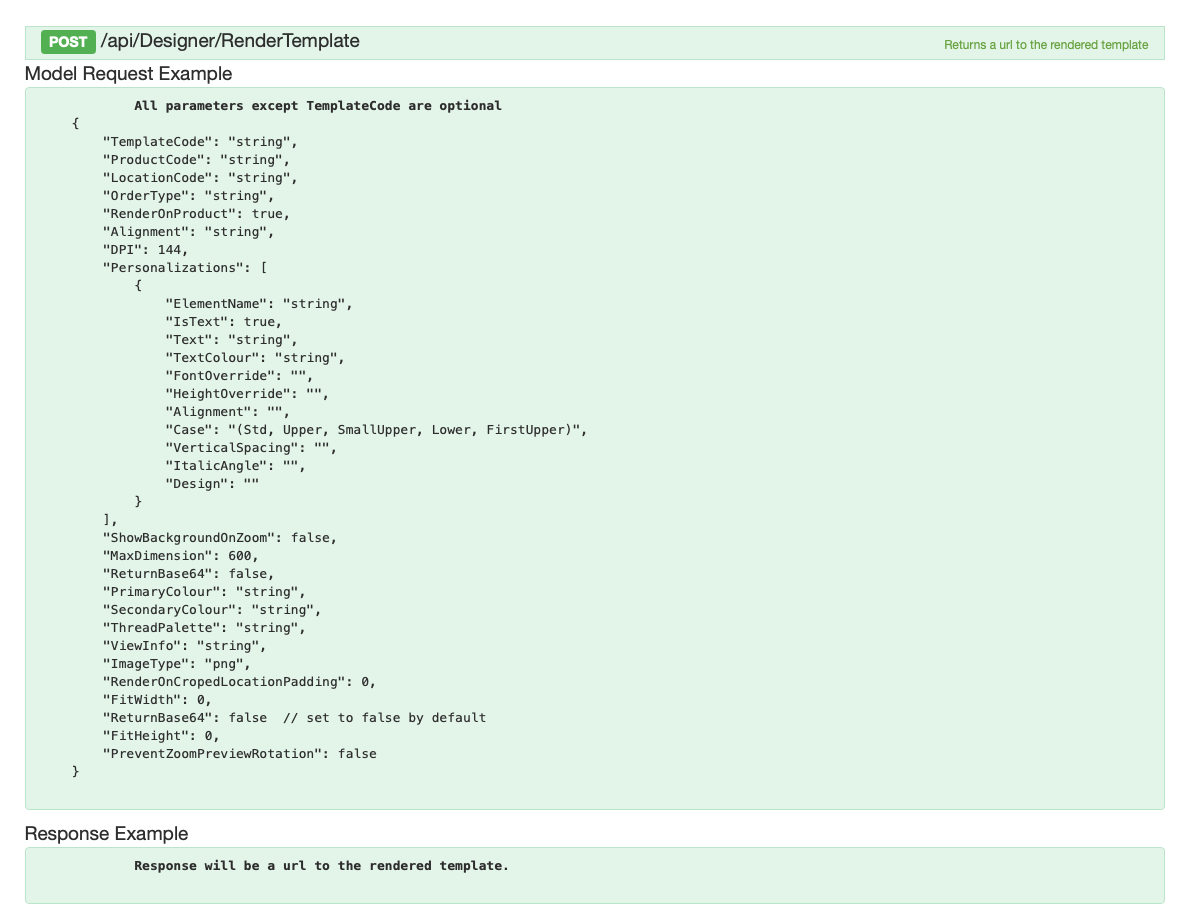 POST /api/Designer/RenderTemplate Returns a url to the rendered template
Model Request Example
All parameters except TemplateCode are optional
{
"TemplateCode": "string",
"ProductCode": "string",
"LocationCode": "string",
"OrderType": "string",
"RenderOnProduct": true,
"Alignment": "string",
"DPI": 144,
"Personalizations": [
{
"ElementName": "string",
"IsText": true,
"Text": "string",
"TextColour": "string",
"FontOverride": "",
"HeightOverride": "",
"Alignment": "",
"Case": "(Std, Upper, SmallUpper, Lower, FirstUpper)",
"VerticalSpacing": "",
"ItalicAngle": "",
"Design": ""
}
],
"ShowBackgroundOnZoom": false,
"MaxDimension": 600,
"ReturnBase64": false,
"PrimaryColour": "string",
"SecondaryColour": "string",
"ThreadPalette": "string",
"ViewInfo": "string",
"ImageType": "png",
"RenderOnCropedLocationPadding": 0,
"FitWidth": 0,
"ReturnBase64": false  // set to false by default
"FitHeight": 0,
"PreventZoomPreviewRotation": false
}
Response Example
Response will be a url to the rendered template.